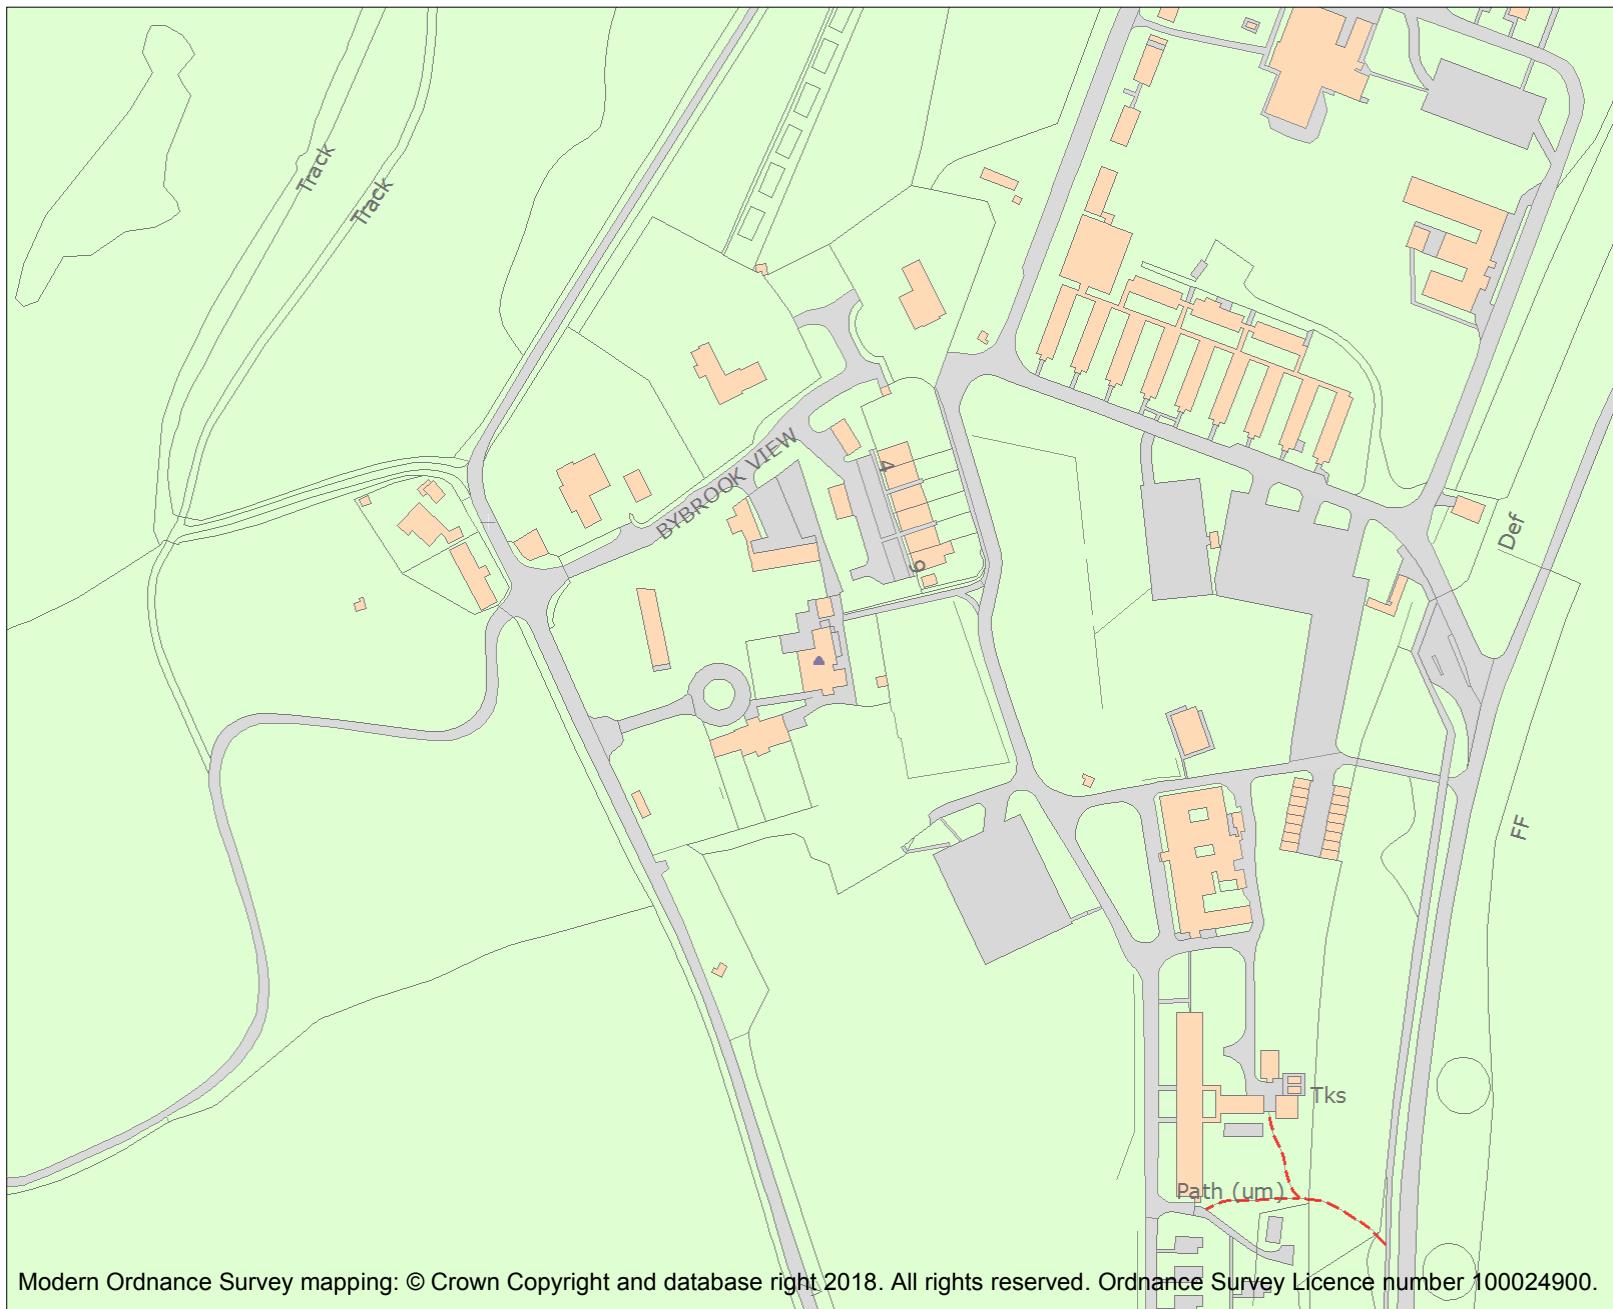 Track
Track
BYBROOK VIEW
4
9
Def
FF
Tks
Path (um)
Modern Ordnance Survey mapping: © Crown Copyright and database right 2018. All rights reserved. Ordnance Survey Licence number 100024900.